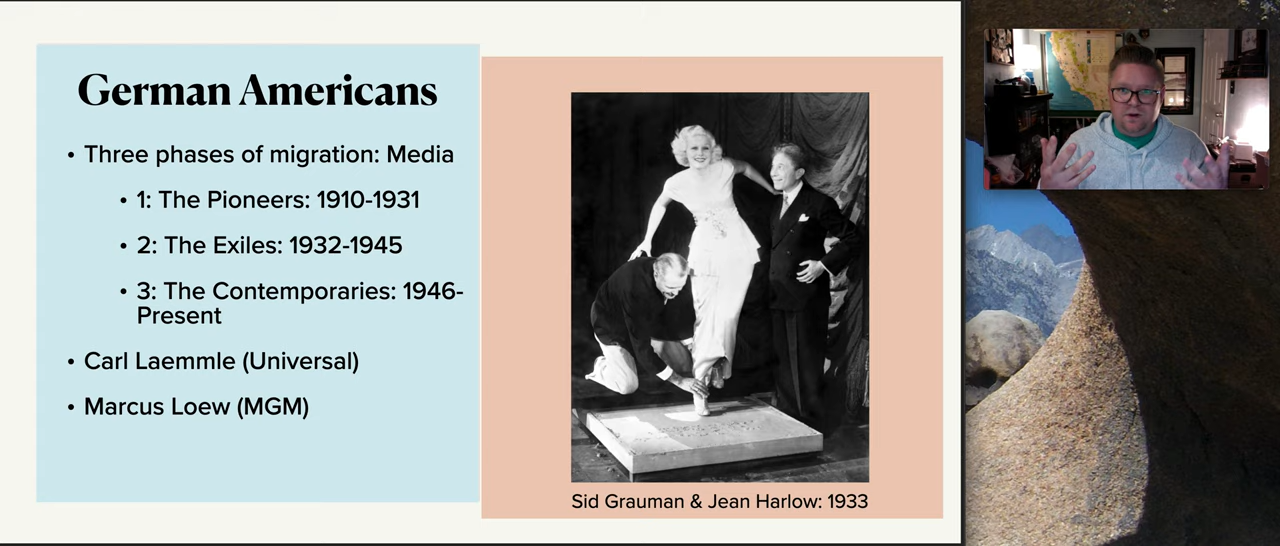 German Americans
• Three phases of migration: Media
• 1: The Pioneers: 1910-1931
• 2: The Exiles: 1932-1945
• 3: The Contemporaries: 1946-
Present
• Carl Laemmle (Universal)
• Marcus Loew (MGM)
Sid Grauman & Jean Harlow: 1933